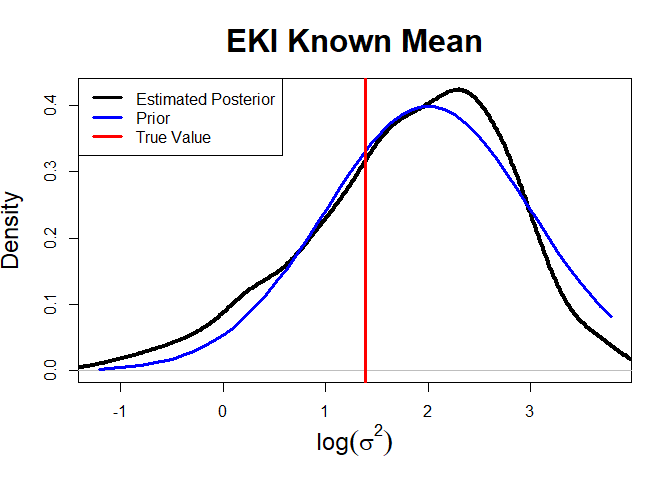 EKI Known Mean
Estimated Posterior
Prior
True Value
Density
0.0
0.1
0.2
0.3
0.4
-1
0
1
2
3
log(σ²)